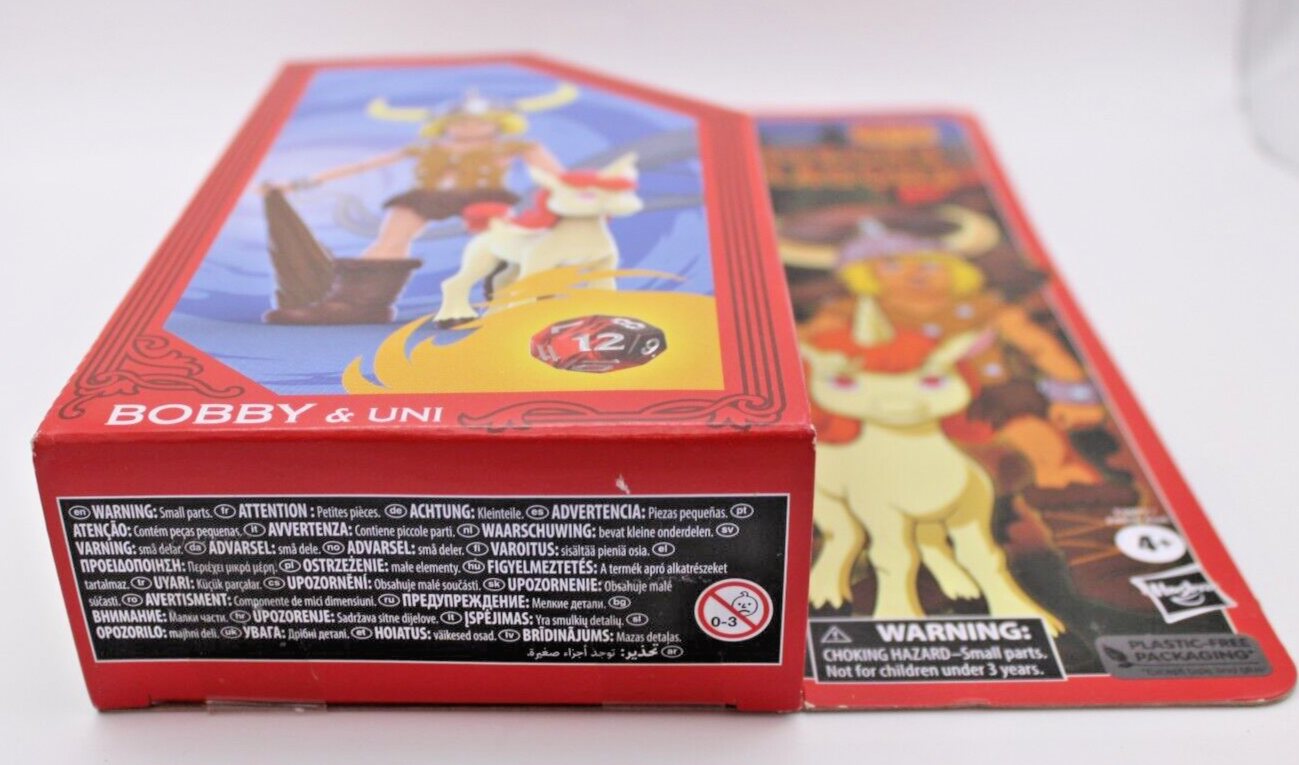 12
9
BOBBY & UNI
en WARNING: Small parts. fr ATTENTION : Petites pièces. de ACHTUNG: Kleinteile. es ADVERTENCIA: Piezas pequeñas. pt
ATENÇÃO: Contém peças pequenas. it AVVERTENZA: Contiene piccole parti. nl WAARSCHUWING: bevat kleine onderdelen. sv
VARNING: små delar. da ADVARSEL: små dele. no ADVARSEL: små deler. fi VAROITUS: sisältää pieniä osia. el
ΠΡΟΕΙΔΟΠΟΙΗΣΗ: Περιέχει μικρά μέρη. pl OSTRZEŻENIE: małe elementy. hu FIGYELMEZTETÉS: A termék apró alkatrészeket
tartalmaz. tr UYARI: Küçük parçalar. cs UPOZORNĚNÍ: Obsahuje malé součásti. sk UPOZORNENIE: Obsahuje malé
súčasti. ro AVERTISMENT: Componente de mici dimensiuni. ru ПРЕДУПРЕЖДЕНИЕ: Мелкие детали. bg
ВНИМАНИЕ: Малки части. hr UPOZORENJE: Sadržava sitne dijelove. lt ĮSPĖJIMAS: Yra smulkių detalių. sl
OPOZORILO: majhni deli. uk УВАГА: Дрібні деталі. et HOIATUS: väikesed osad. lv BRĪDINĀJUMS: Mazas detaļas.
ar تحذير: توجد أجزاء صغيرة.
0-3
4+
Hasbro
WARNING:
CHOKING HAZARD–Small parts.
Not for children under 3 years.
PLASTIC-FREE
PACKAGING*